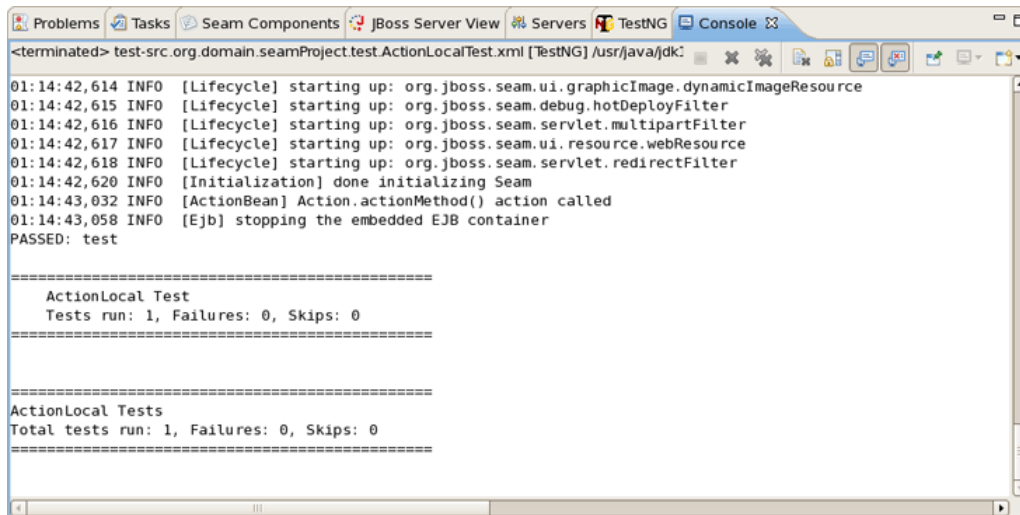 Problems Tasks Seam Components JBoss Server View Servers TestNG Console
<terminated> test-src.org.domain.seamProject.test.ActionLocalTest.xml [TestNG] /usr/java/jdk1
01:14:42,614 INFO  [Lifecycle] starting up: org.jboss.seam.ui.graphicImage.dynamicImageResource
01:14:42,615 INFO  [Lifecycle] starting up: org.jboss.seam.debug.hotDeployFilter
01:14:42,616 INFO  [Lifecycle] starting up: org.jboss.seam.servlet.multipartFilter
01:14:42,617 INFO  [Lifecycle] starting up: org.jboss.seam.ui.resource.webResource
01:14:42,618 INFO  [Lifecycle] starting up: org.jboss.seam.servlet.redirectFilter
01:14:42,620 INFO  [Initialization] done initializing Seam
01:14:43,032 INFO  [ActionBean] Action.actionMethod() action called
01:14:43,058 INFO  [Ejb] stopping the embedded EJB container
PASSED: test
===============================================
ActionLocal Test
Tests run: 1, Failures: 0, Skips: 0
===============================================
===============================================
ActionLocal Tests
Total tests run: 1, Failures: 0, Skips: 0
===============================================